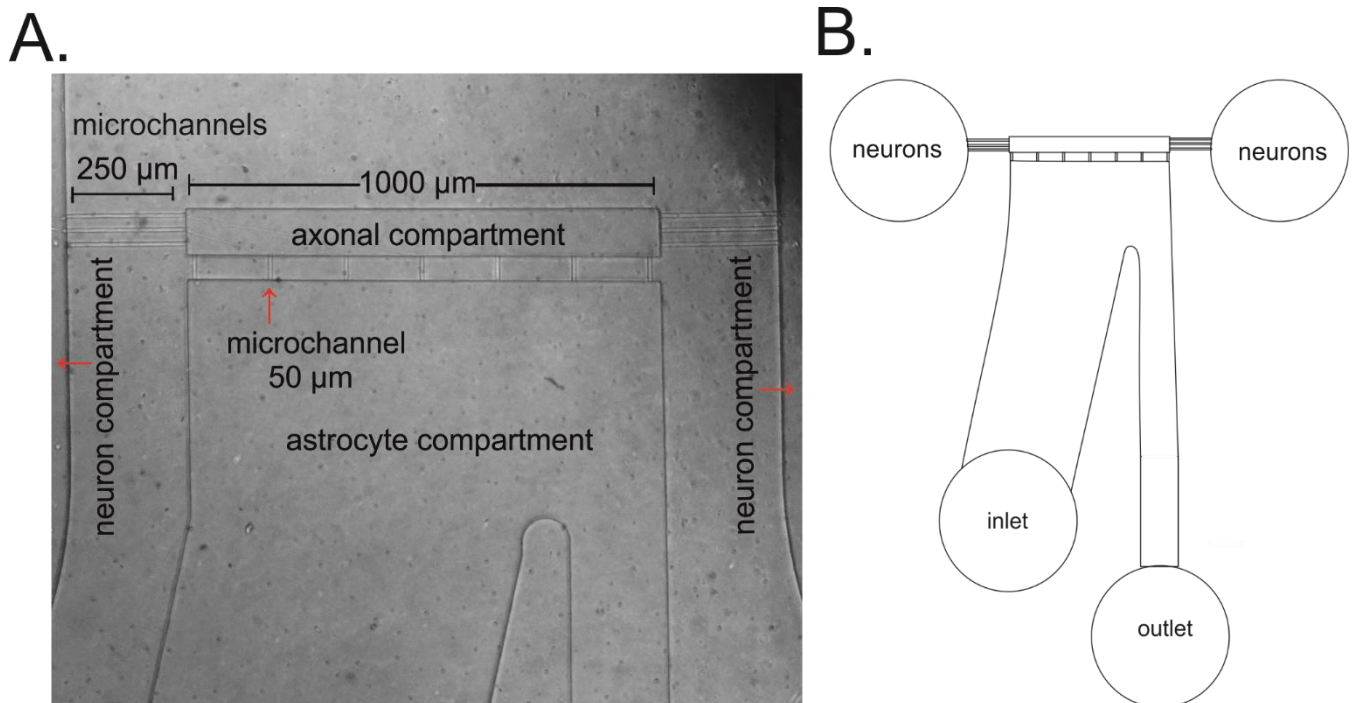 A.
microchannels
250 μm
1000 μm
axonal compartment
neuron compartment
microchannel
50 μm
astrocyte compartment
neuron compartment
B.
neurons
neurons
inlet
outlet